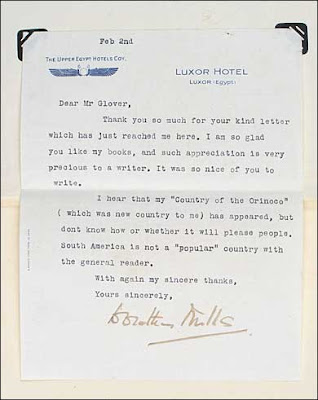 Feb 2nd
THE UPPER EGYPT HOTELS COY.
LUXOR HOTEL
LUXOR (EGYPT)
Dear Mr Glover,
Thank you so much for your kind letter
which has just reached me here. I am so glad
you like my books, and such appreciation is very
precious to a writer. It was so nice of you to
write.
I hear that my "Country of the Orinoco"
( which was new country to me) has appeared, but
dont know how or whether it will please people.
South America is not a "popular" country with
the general reader.
With again my sincere thanks,
Yours sincerely,
Dorothy Mills